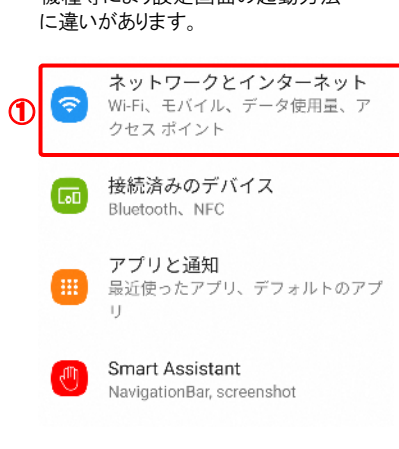 機種等により設定画面の起動方法
に違いがあります。
①
ネットワークとインターネット
Wi-Fi、モバイル、データ使用量、ア
クセス ポイント
接続済みのデバイス
Bluetooth、NFC
アプリと通知
最近使ったアプリ、デフォルトのアプ
リ
Smart Assistant
NavigationBar, screenshot